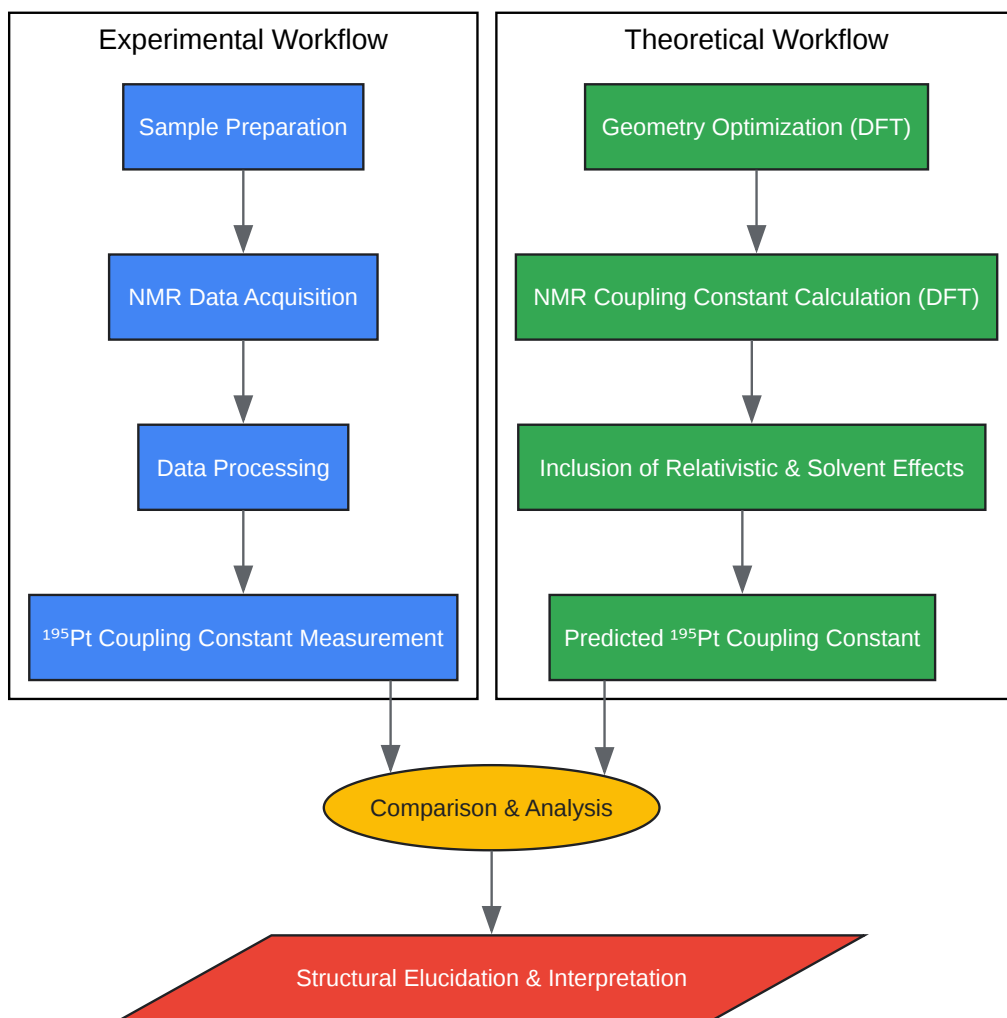 Experimental Workflow
Sample Preparation
NMR Data Acquisition
Data Processing
¹⁹⁵Pt Coupling Constant Measurement
Theoretical Workflow
Geometry Optimization (DFT)
NMR Coupling Constant Calculation (DFT)
Inclusion of Relativistic & Solvent Effects
Predicted ¹⁹⁵Pt Coupling Constant
Comparison & Analysis
Structural Elucidation & Interpretation